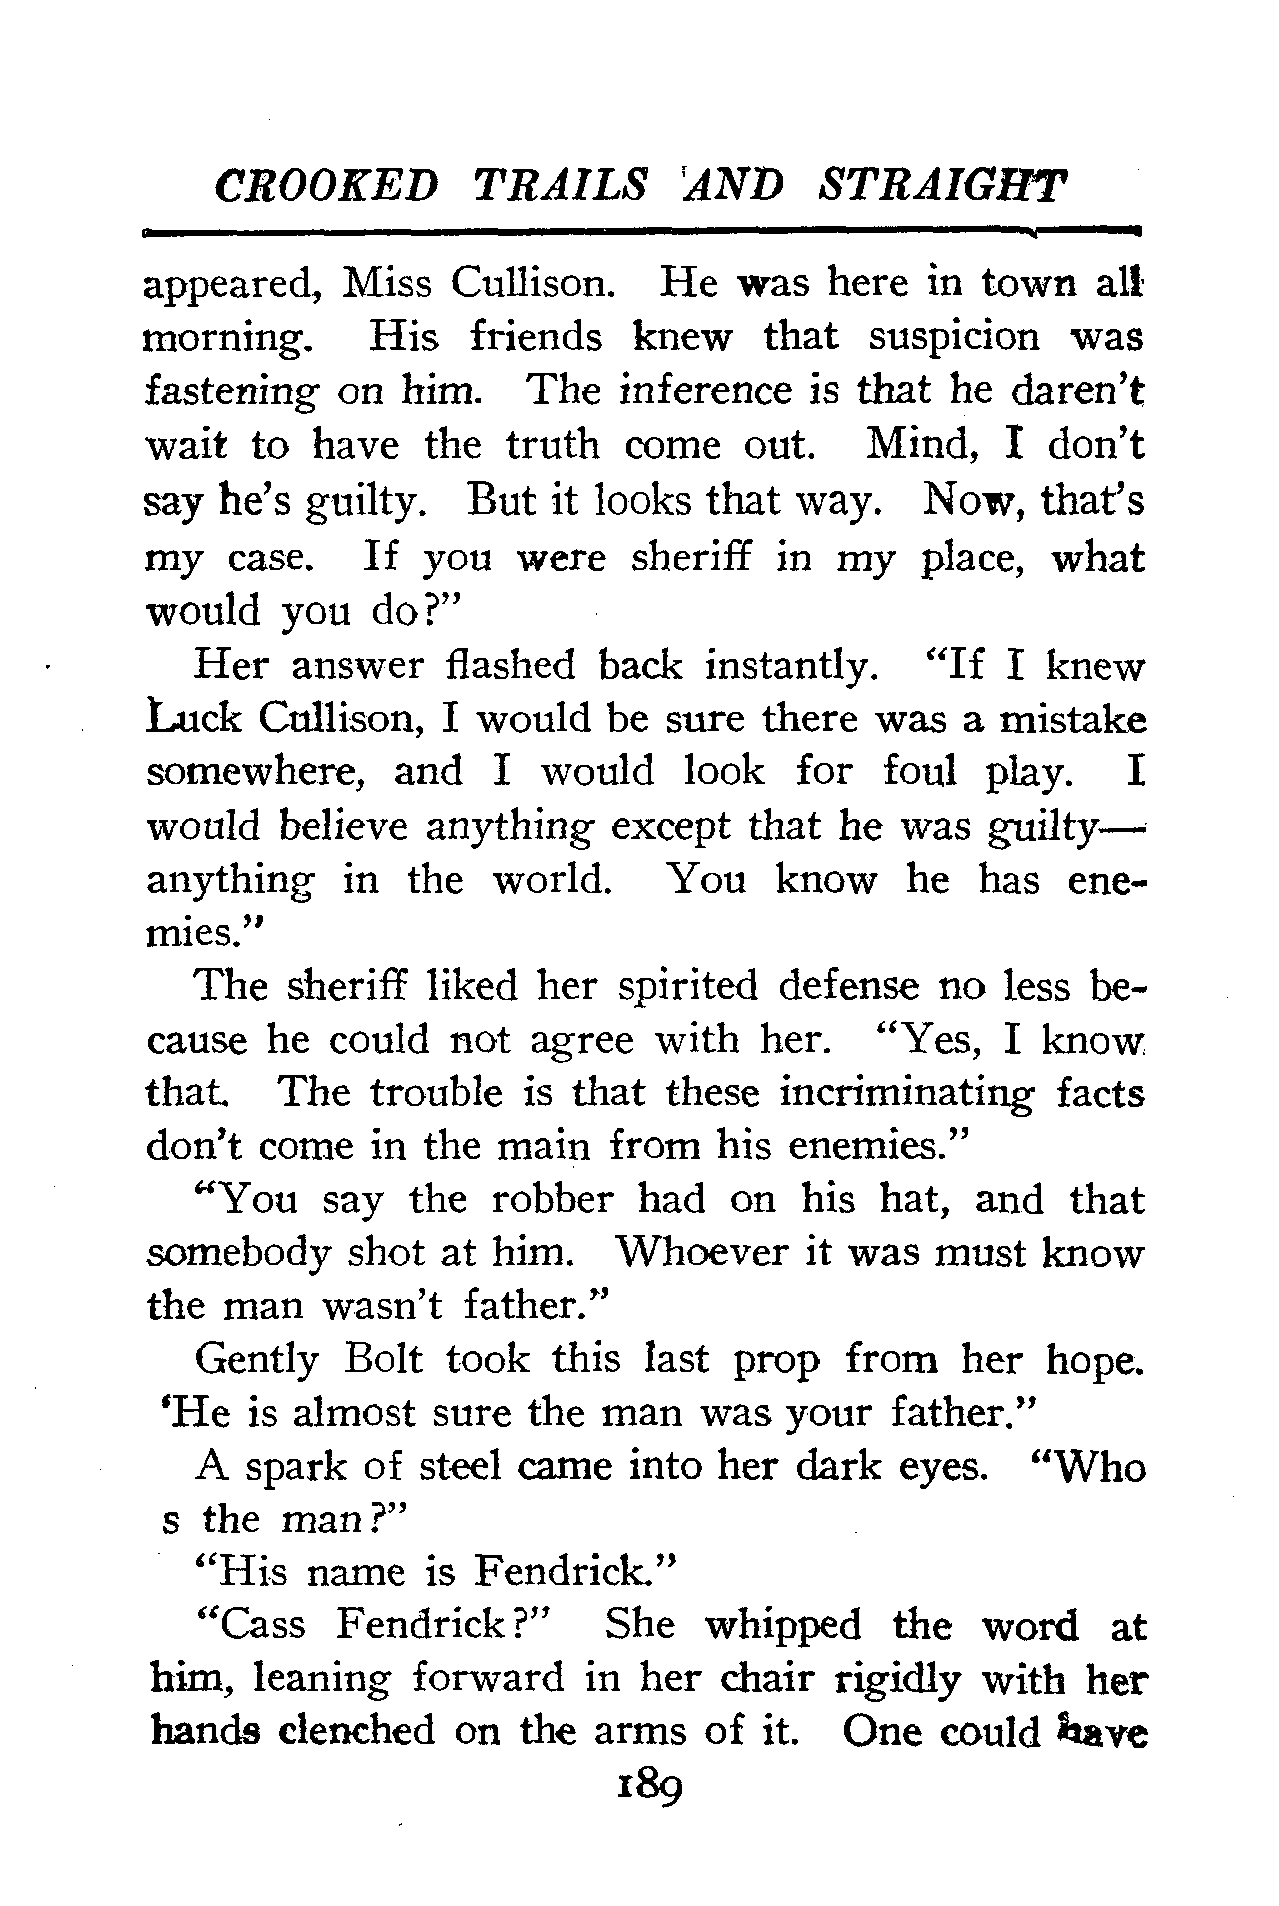 CROOKED TRAILS AND STRAIGHT
appeared, Miss Cullison. He was here in town all
morning. His friends knew that suspicion was
fastening on him. The inference is that he daren't
wait to have the truth come out. Mind, I don't
say he's guilty. But it looks that way. Now, that's
my case. If you were sheriff in my place, what
would you do?"
Her answer flashed back instantly. "If I knew
Luck Cullison, I would be sure there was a mistake
somewhere, and I would look for foul play. I
would believe anything except that he was guilty—
anything in the world. You know he has ene-
mies."
The sheriff liked her spirited defense no less be-
cause he could not agree with her. "Yes, I know
that. The trouble is that these incriminating facts
don't come in the main from his enemies."
"You say the robber had on his hat, and that
somebody shot at him. Whoever it was must know
the man wasn't father."
Gently Bolt took this last prop from her hope.
'He is almost sure the man was your father."
A spark of steel came into her dark eyes. "Who
s the man?"
"His name is Fendrick."
"Cass Fendrick?" She whipped the word at
him, leaning forward in her chair rigidly with her
hands clenched on the arms of it. One could have
189